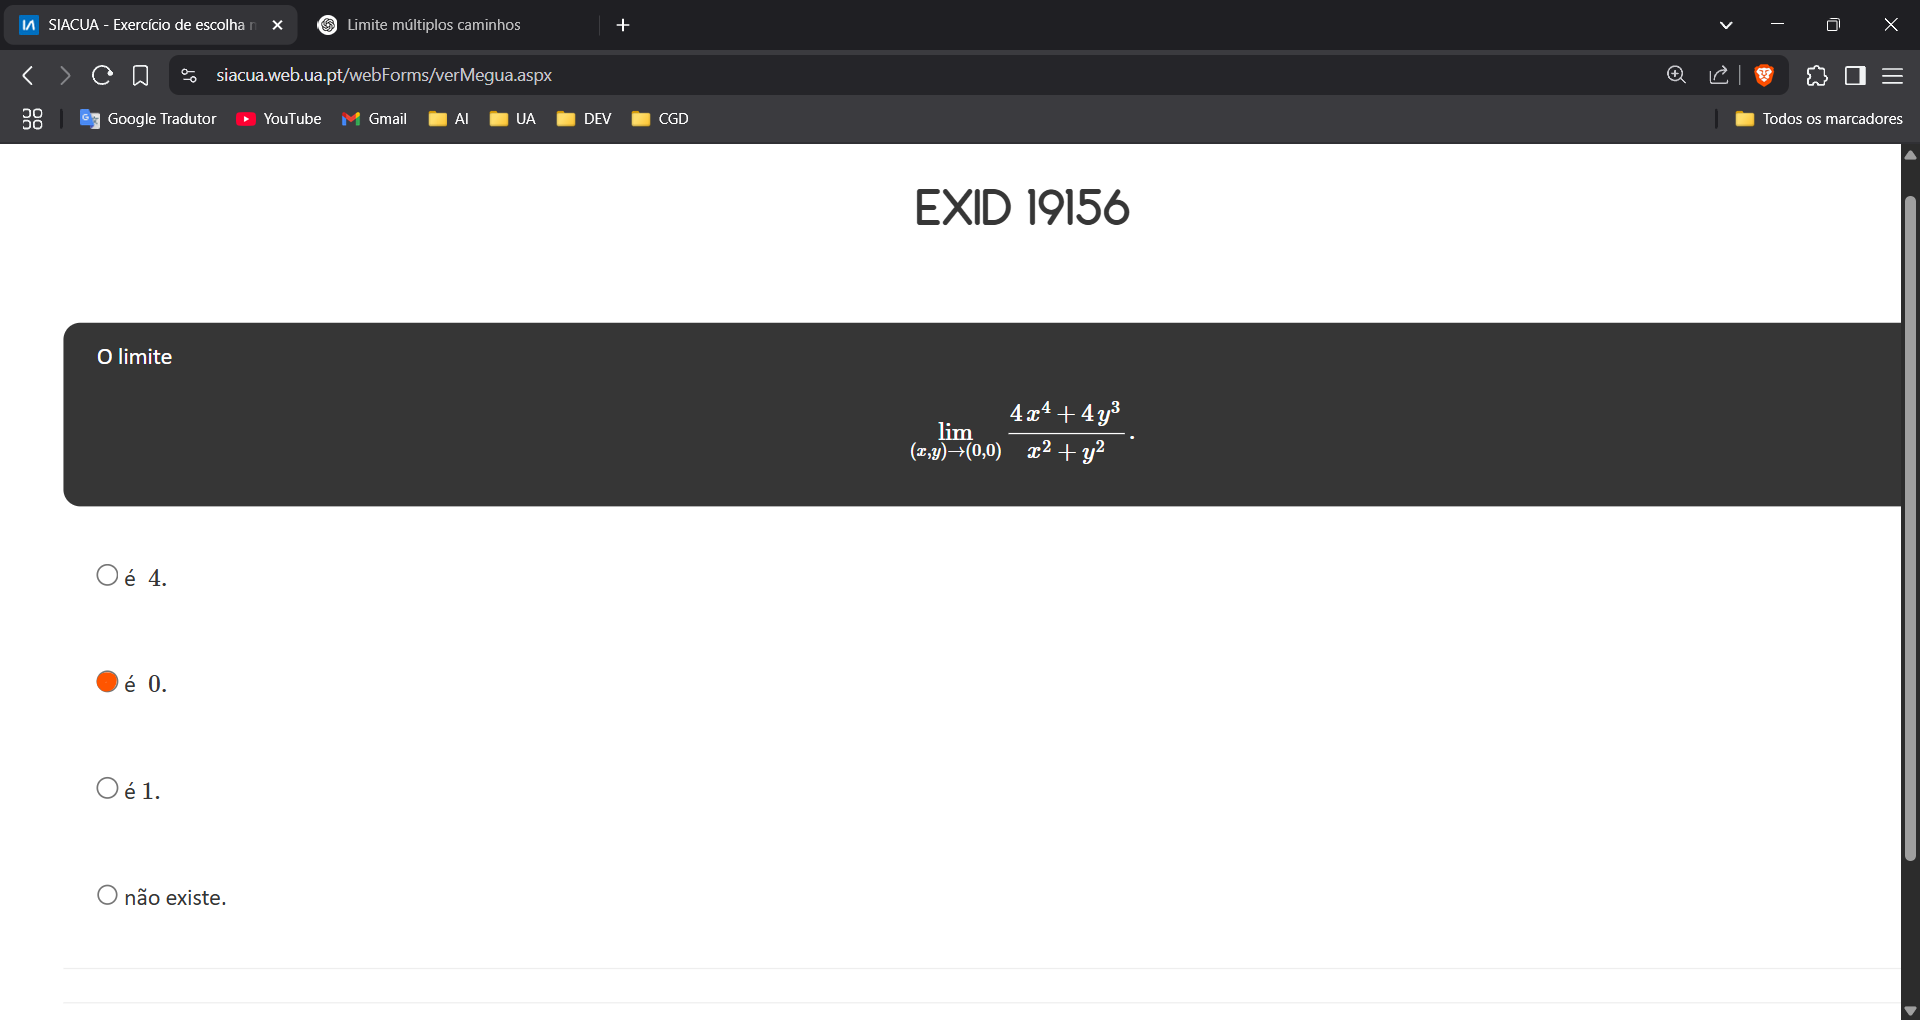 SIACUA - Exercício de escolha n
Limite múltiplos caminhos
siacua.web.ua.pt/webForms/verMegua.aspx
Google Tradutor YouTube Gmail AI UA DEV CGD Todos os marcadores
EXID 19156
O limite
lim_{(x,y)→(0,0)} \frac{4x^4 + 4y^3}{x^2 + y^2}.
é 4.
é 0.
é 1.
não existe.